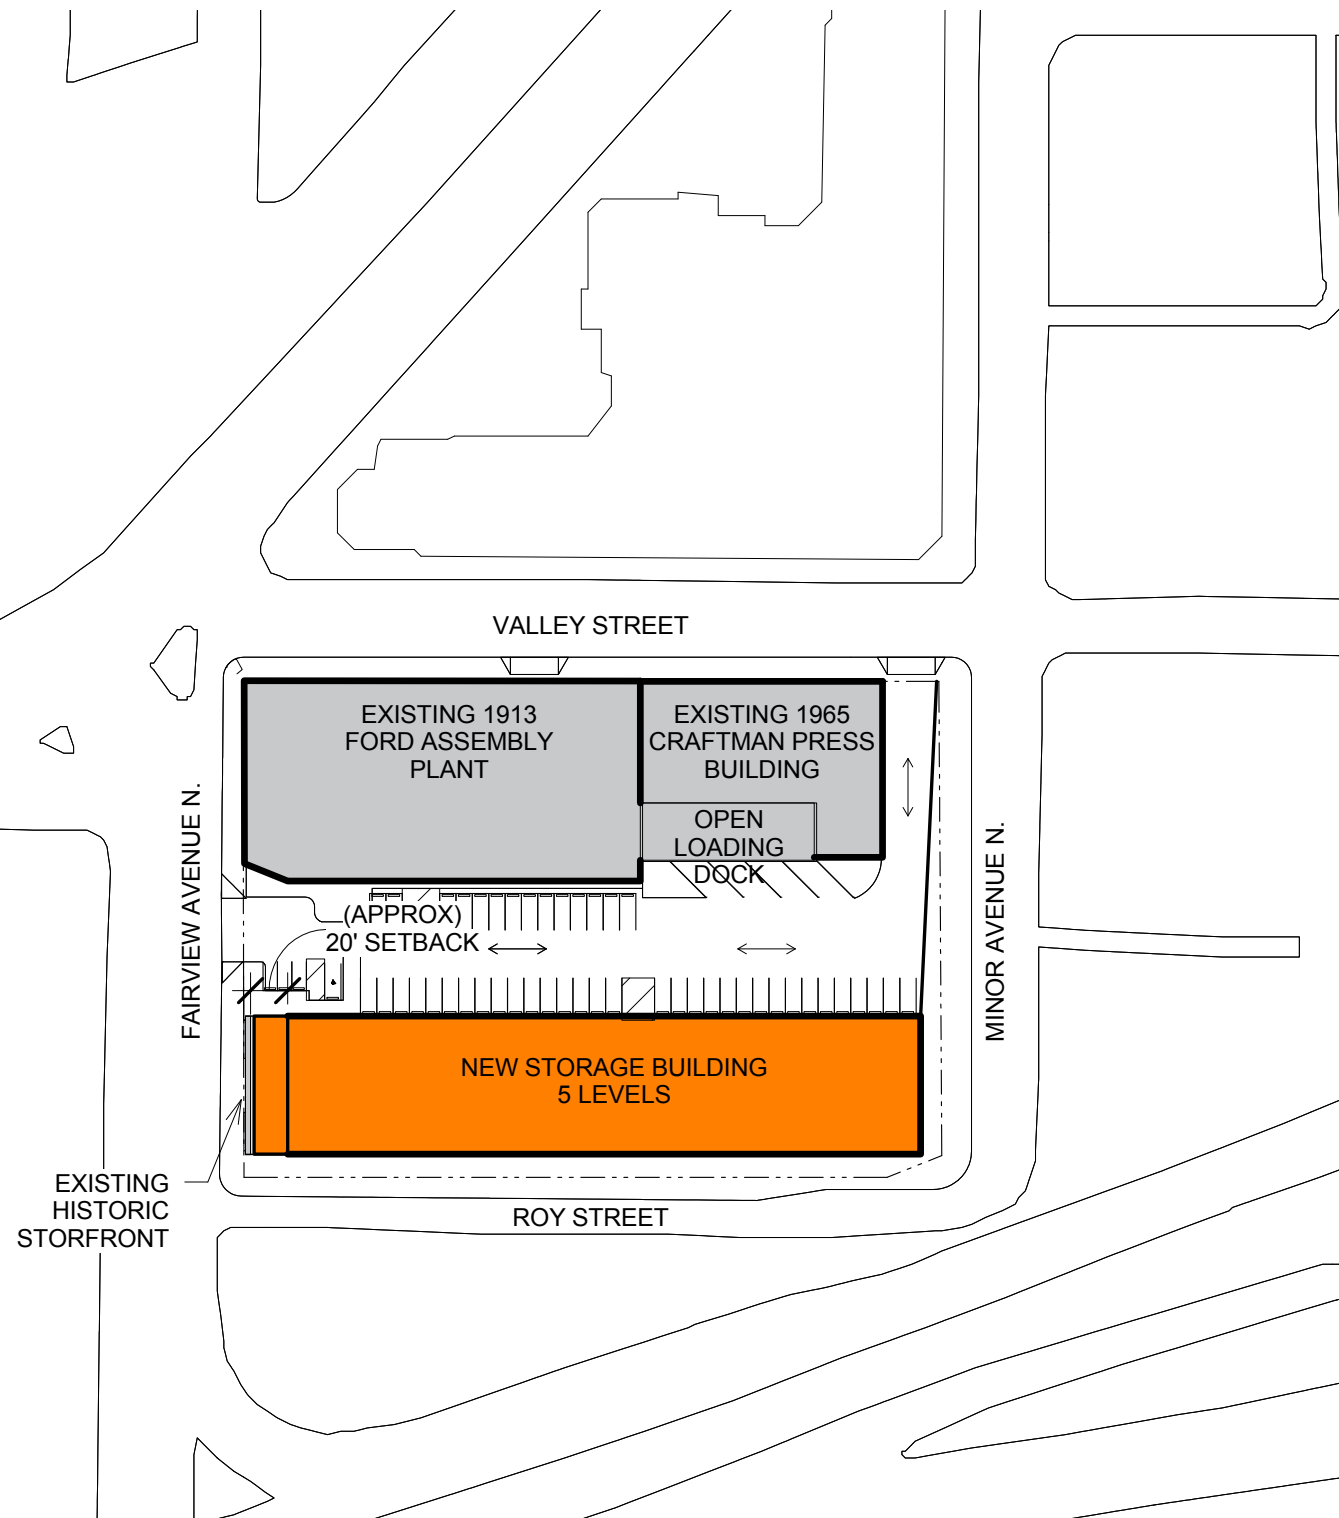 VALLEY STREET
EXISTING 1913
FORD ASSEMBLY
PLANT
EXISTING 1965
CRAFTMAN PRESS
BUILDING
OPEN
LOADING
DOCK
FAIRVIEW AVENUE N.
MINOR AVENUE N.
(APPROX)
20' SETBACK
NEW STORAGE BUILDING
5 LEVELS
EXISTING
HISTORIC
STORFRONT
ROY STREET